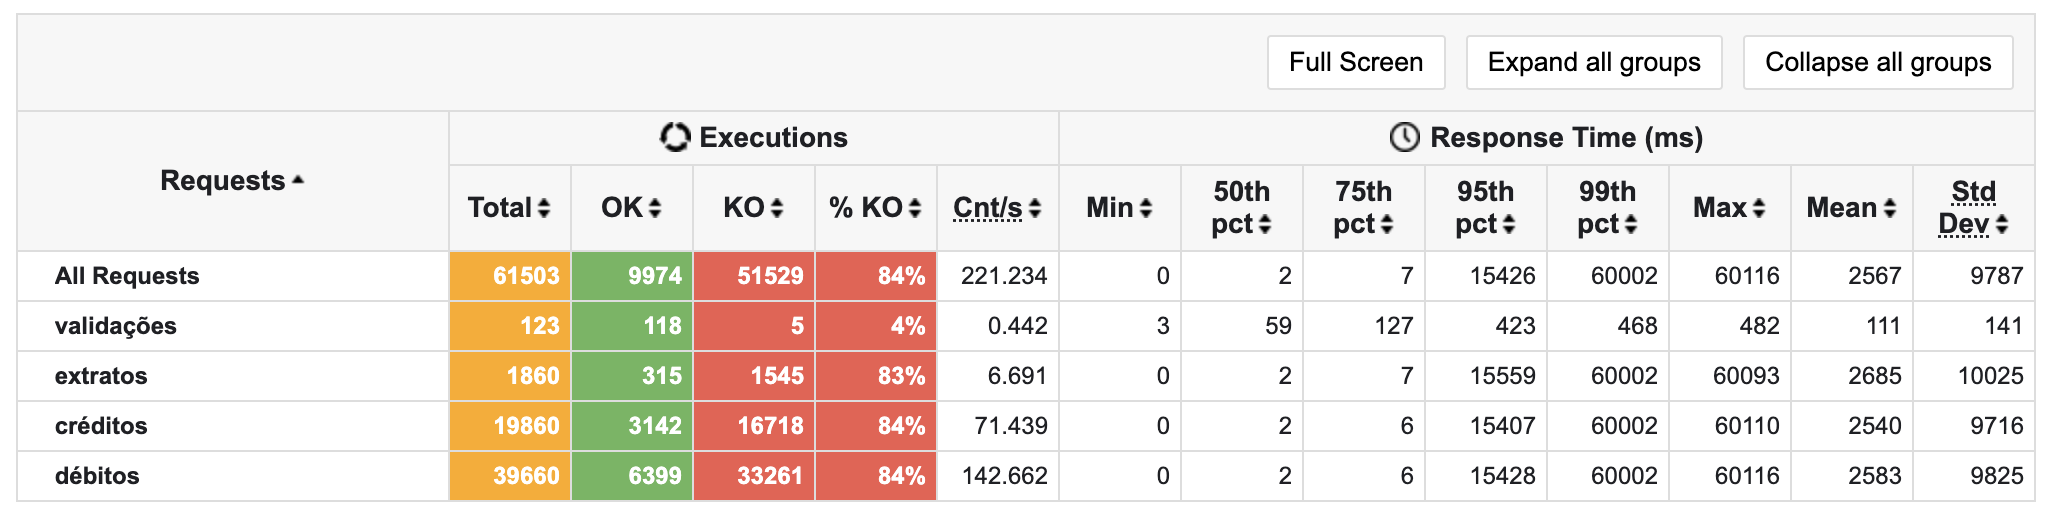 Full Screen Expand all groups Collapse all groups
Requests Executions Response Time (ms)
Total OK KO % KO Cnt/s Min 50th pct 75th pct 95th pct 99th pct Max Mean Std Dev
All Requests 61503 9974 51529 84% 221.234 0 2 7 15426 60002 60116 2567 9787
validações 123 118 5 4% 0.442 3 59 127 423 468 482 111 141
extratos 1860 315 1545 83% 6.691 0 2 7 15559 60002 60093 2685 10025
créditos 19860 3142 16718 84% 71.439 0 2 6 15407 60002 60110 2540 9716
débitos 39660 6399 33261 84% 142.662 0 2 6 15428 60002 60116 2583 9825